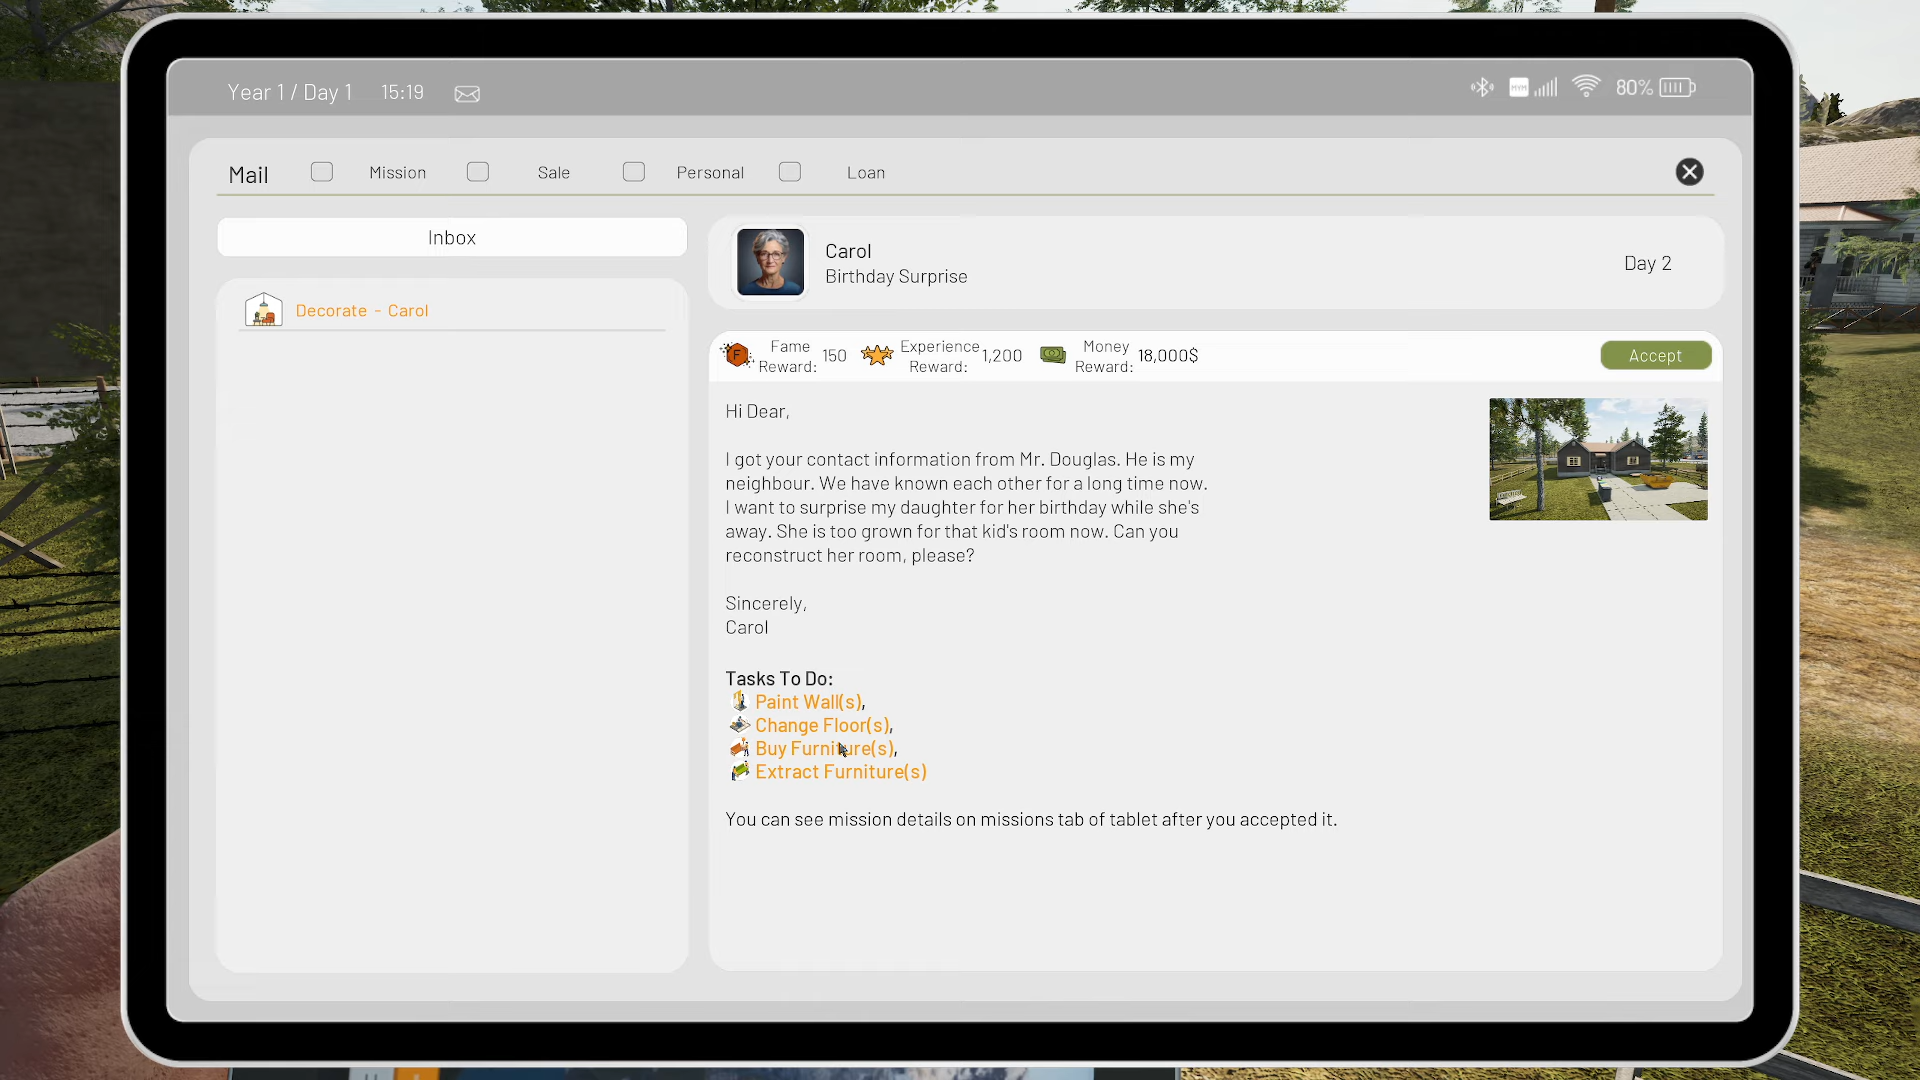 Year 1 / Day 1 15:19
80%
Mail Mission Sale Personal Loan
Inbox
Decorate - Carol
Carol
Birthday Surprise
Day 2
Fame Reward: 150
Experience Reward: 1,200
Money Reward: 18,000$
Accept
Hi Dear,
I got your contact information from Mr. Douglas. He is my
neighbour. We have known each other for a long time now.
I want to surprise my daughter for her birthday while she's
away. She is too grown for that kid's room now. Can you
reconstruct her room, please?
Sincerely,
Carol
Tasks To Do:
Paint Wall(s),
Change Floor(s),
Buy Furniture(s),
Extract Furniture(s)
You can see mission details on missions tab of tablet after you accepted it.